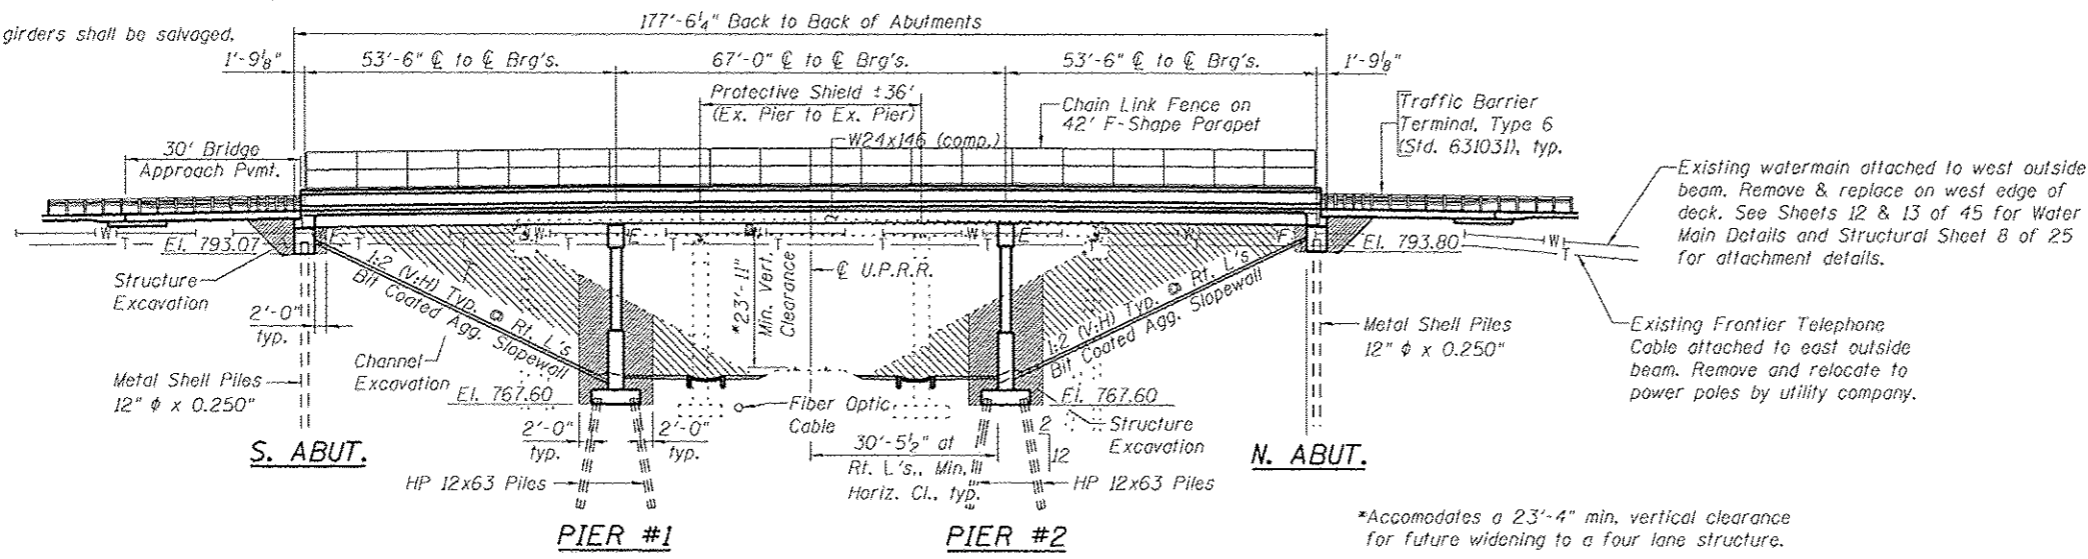 177'-6¼" Back to Back of Abutments
girders shall be salvaged.
1'-9⅛"
53'-6" ℄ to ℄ Brg's.
67'-0" ℄ to ℄ Brg's.
53'-6" ℄ to ℄ Brg's.
1'-9⅛"
Protective Shield ±36'
(Ex. Pier to Ex. Pier)
Chain Link Fence on
42' F-Shape Parapet
Traffic Barrier
Terminal, Type 6
(Std. 631031), typ.
W24x146 (comp.)
30' Bridge
Approach Pvmt.
Existing watermain attached to west outside
beam. Remove & replace on west edge of
deck. See Sheets 12 & 13 of 45 for Water
Main Details and Structural Sheet 8 of 25
for attachment details.
El. 793.07
El. 793.80
Structure
Excavation
2'-0"
typ.
1:2 (V:H) Typ. @ Rt. L's
Bit Coated Agg. Slopewall
*23'-11"
Min. Vert.
Clearance
℄ U.P.R.R.
1:2 (V:H) Typ. @ Rt. L's
Bit Coated Agg. Slopewall
Channel
Excavation
Metal Shell Piles
12" ϕ x 0.250"
Metal Shell Piles
12" ϕ x 0.250"
Existing Frontier Telephone
Cable attached to east outside
beam. Remove and relocate to
power poles by utility company.
El. 767.60
El. 767.60
Fiber Optic
Cable
2'-0"
typ.
2'-0"
typ.
30'-5½" at
Rt. L's., Min.
Horiz. Cl., typ.
2
12
Structure
Excavation
S. ABUT.
N. ABUT.
HP 12x63 Piles
HP 12x63 Piles
PIER #1
PIER #2
*Accomodates a 23'-4" min. vertical clearance
for future widening to a four lane structure.